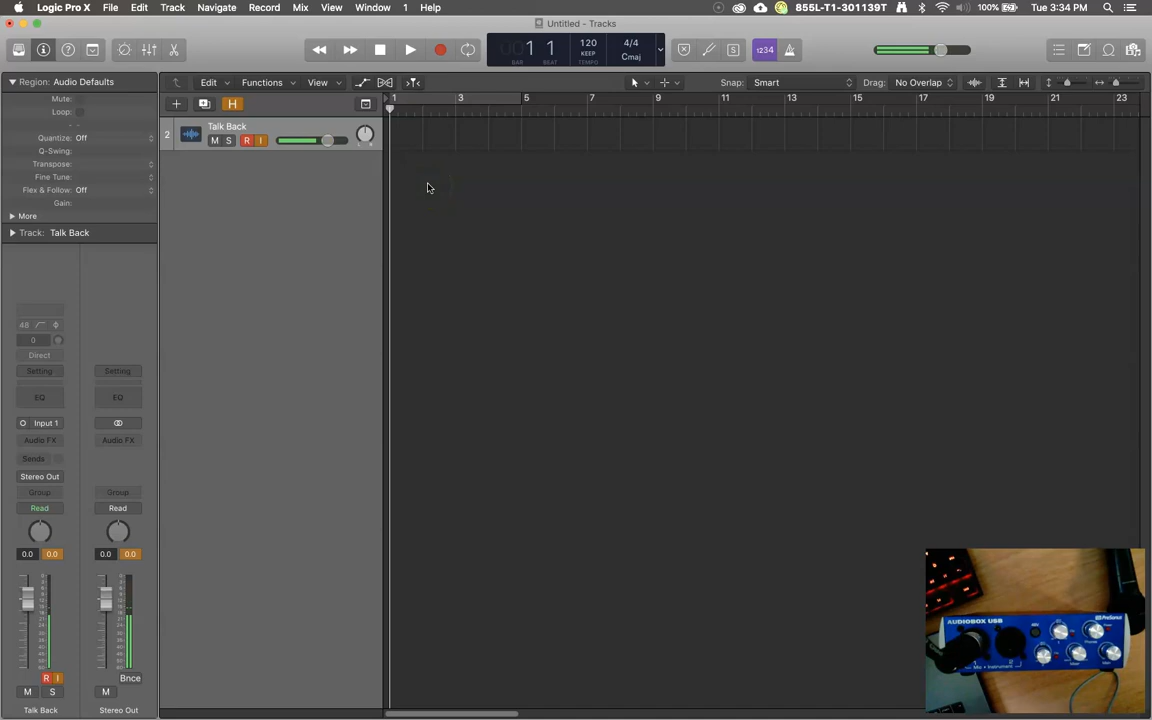 Logic Pro X File Edit Track Navigate Record Mix View Window 1 Help 855L-T1-301139T 100% Tue 3:34 PM
Untitled - Tracks
1 1 120 4/4 1234
KEEP
BAR BEAT TEMPO Cmaj
Region: Audio Defaults
Edit Functions View Snap: Smart Drag: No Overlap
Mute:
Loop:
Quantize: Off
Q-Swing:
Transpose:
Fine Tune:
Flex & Follow: Off
Gain:
More
Track: Talk Back
H
1 3 5 7 9 11 13 15 17 19 21 23
2 Talk Back
M S R I
48
0
Direct
Setting Setting
EQ EQ
Input 1
Audio FX Audio FX
Sends
Stereo Out
Group Group
Read Read
0.0 0.0 0.0 0.0
R I Bnce
M S M
Talk Back Stereo Out
AUDIOBOX USB PreSonus